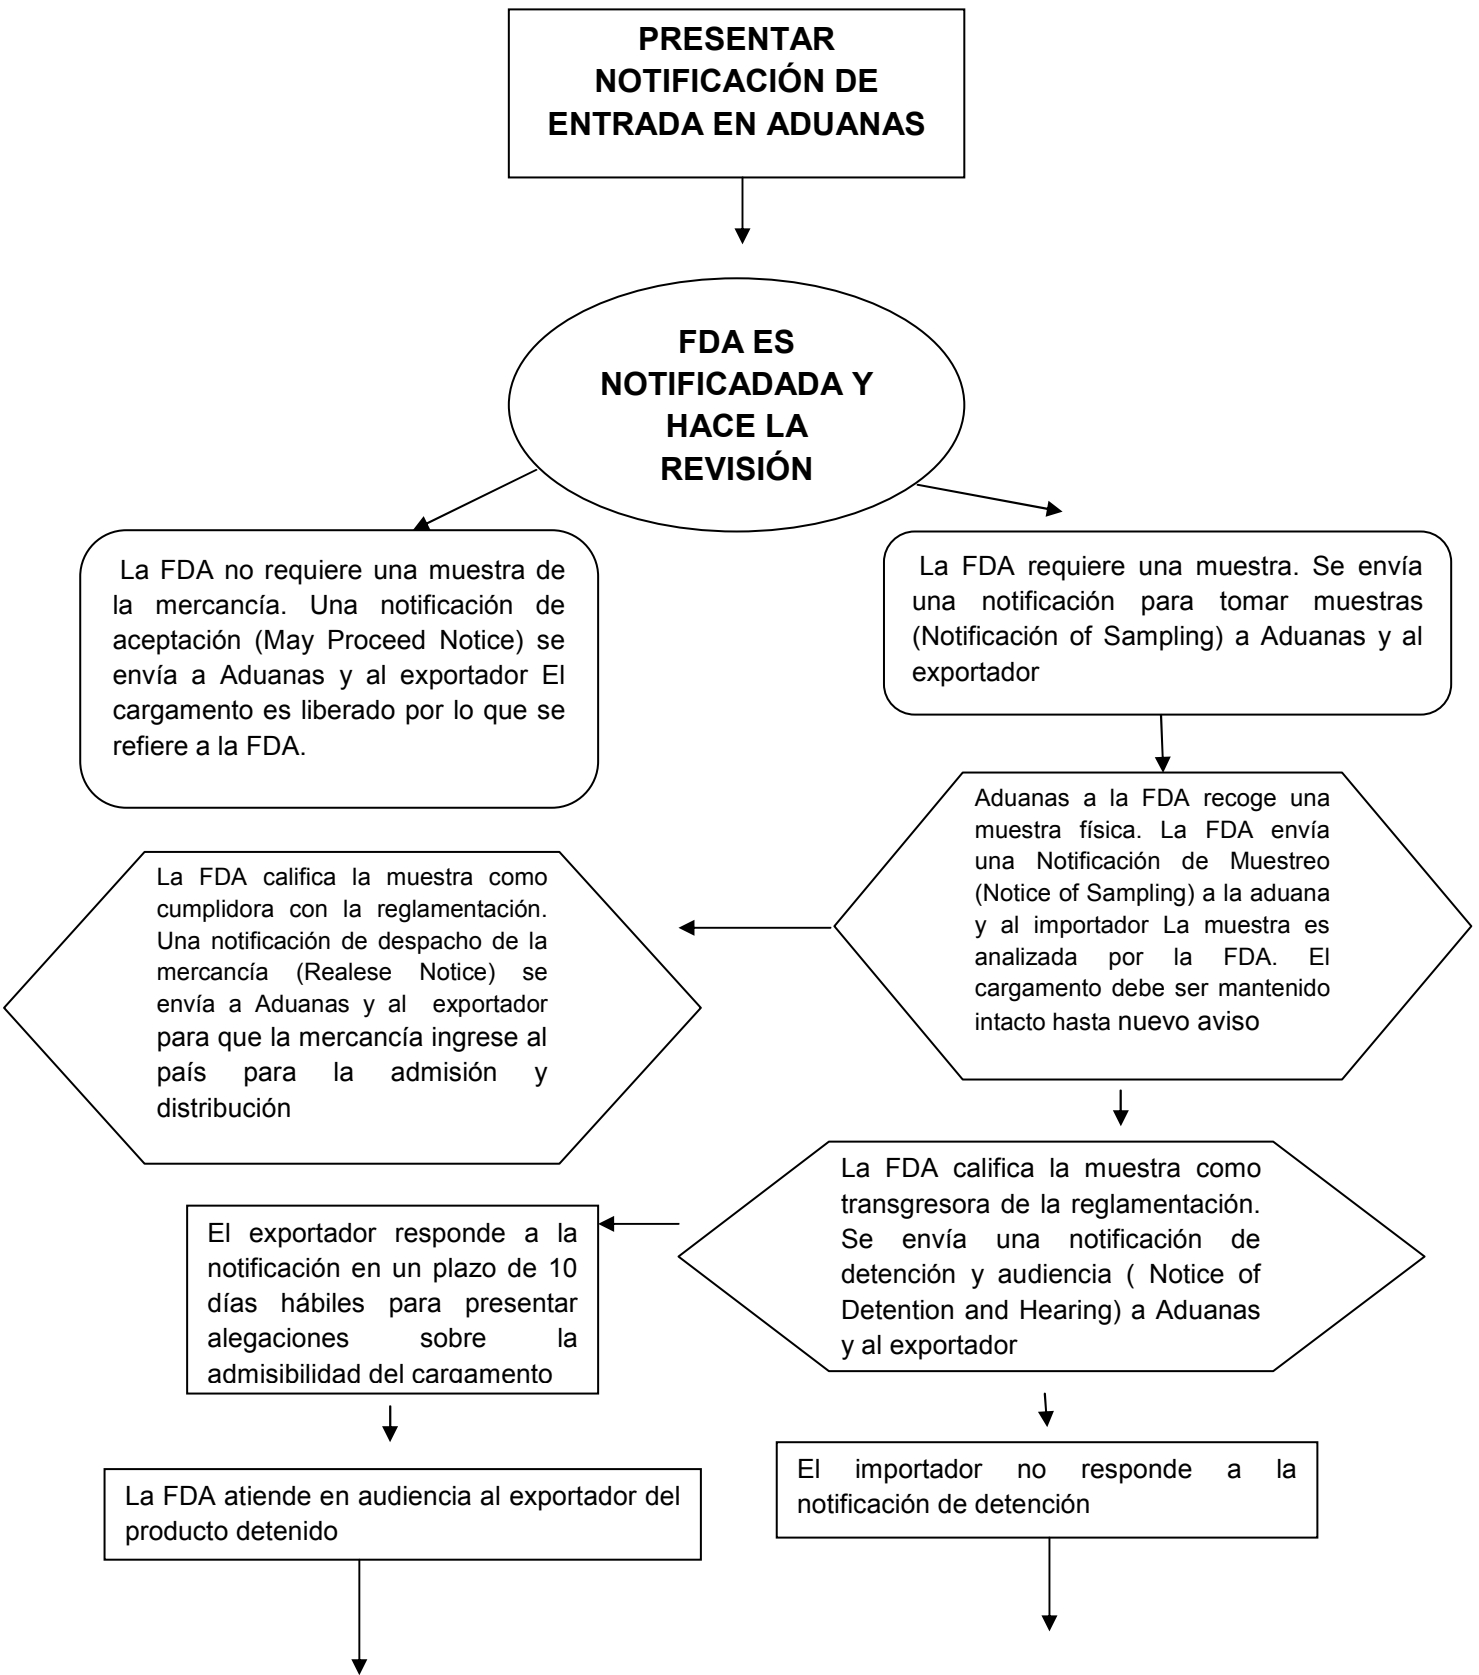 PRESENTAR
NOTIFICACIÓN DE
ENTRADA EN ADUANAS
FDA ES
NOTIFICADADA Y
HACE LA
REVISIÓN
La FDA no requiere una muestra de
la mercancía. Una notificación de
aceptación (May Proceed Notice) se
envía a Aduanas y al exportador El
cargamento es liberado por lo que se
refiere a la FDA.
La FDA requiere una muestra. Se envía
una notificación para tomar muestras
(Notificación of Sampling) a Aduanas y al
exportador
Aduanas a la FDA recoge una
muestra física. La FDA envía
una Notificación de Muestreo
(Notice of Sampling) a la aduana
y al importador La muestra es
analizada por la FDA. El
cargamento debe ser mantenido
intacto hasta nuevo aviso
La FDA califica la muestra como
cumplidora con la reglamentación.
Una notificación de despacho de la
mercancía (Realese Notice) se
envía a Aduanas y al exportador
para que la mercancía ingrese al
país para la admisión y
distribución
La FDA califica la muestra como
transgresora de la reglamentación.
Se envía una notificación de
detención y audiencia ( Notice of
Detention and Hearing) a Aduanas
y al exportador
El exportador responde a la
notificación en un plazo de 10
días hábiles para presentar
alegaciones sobre la
admisibilidad del cargamento
El importador no responde a la
notificación de detención
La FDA atiende en audiencia al exportador del
producto detenido